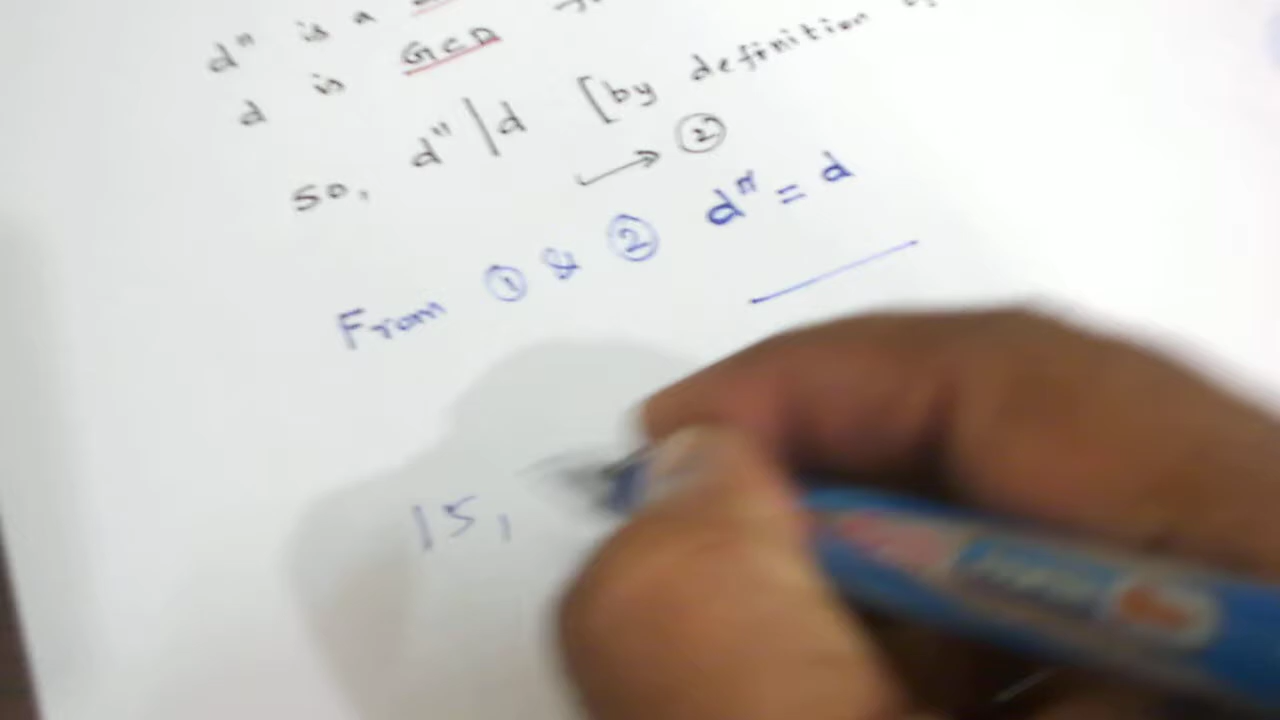 d" is a
d is GCD
so, d" | d [by definition
→ ②
From ① & ② d" = d
15,